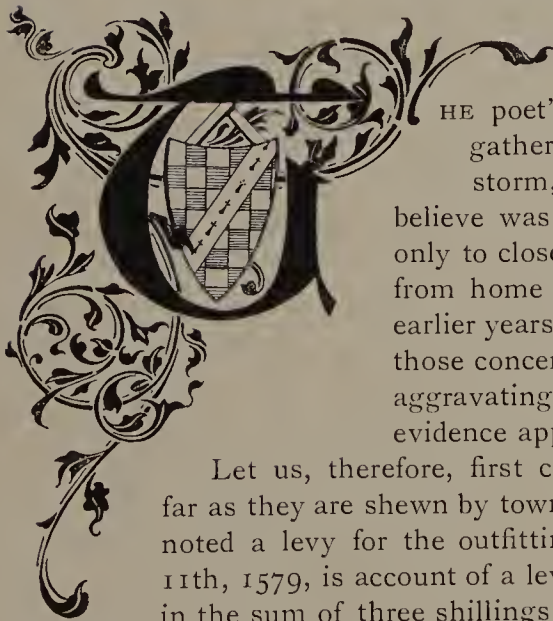 THE poet'
gather
storm,
believe was
only to close
from home
earlier years
those concer
aggravating
evidence app
Let us, therefore, first c
far as they are shewn by town
noted a levy for the outfittin
11th, 1579, is account of a lev
in the sum of three shillings